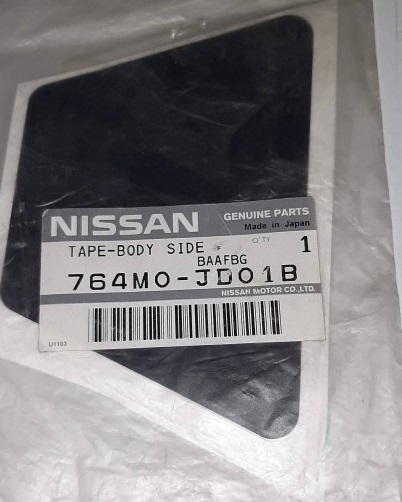 NISSAN GENUINE PARTS
Made in Japan
TAPE-BODY SIDE Q'TY 1
BAAFBG
764M0-JD01B
NISSAN MOTOR CO.,LTD.
U1103